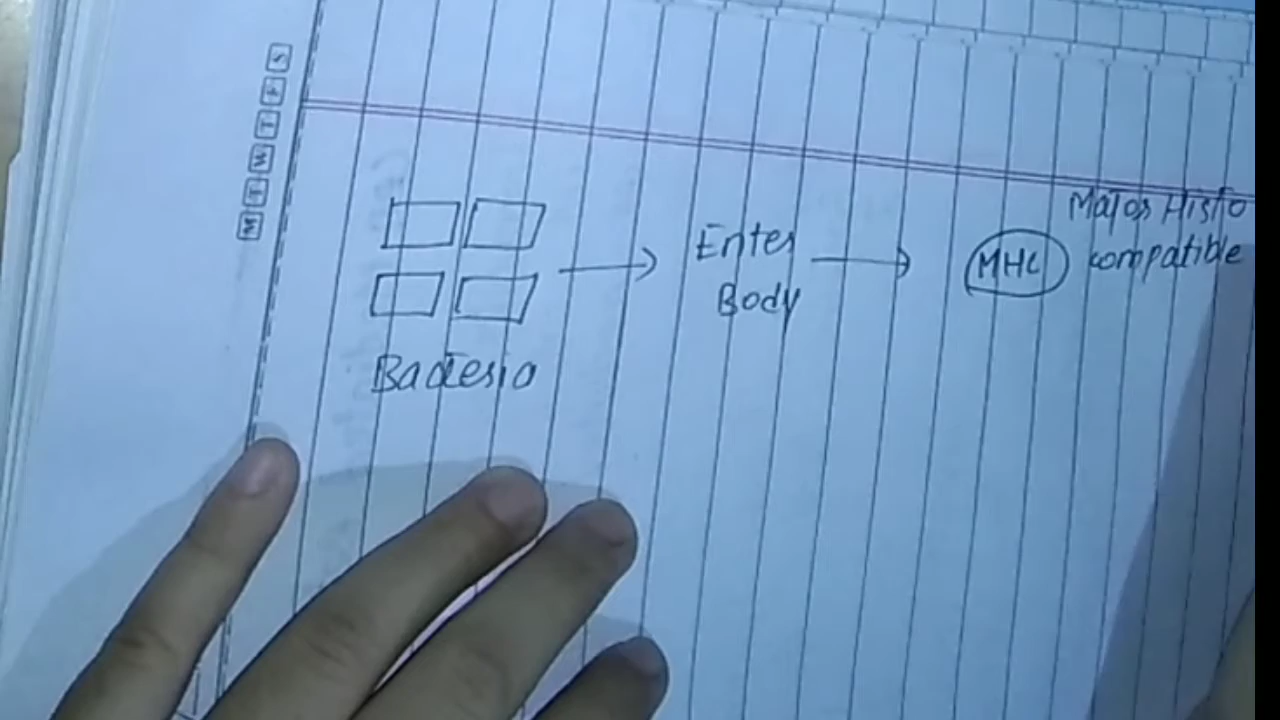 M T W T F S
Bacteria
Enter
Body
MHC
Major Histo
compatible